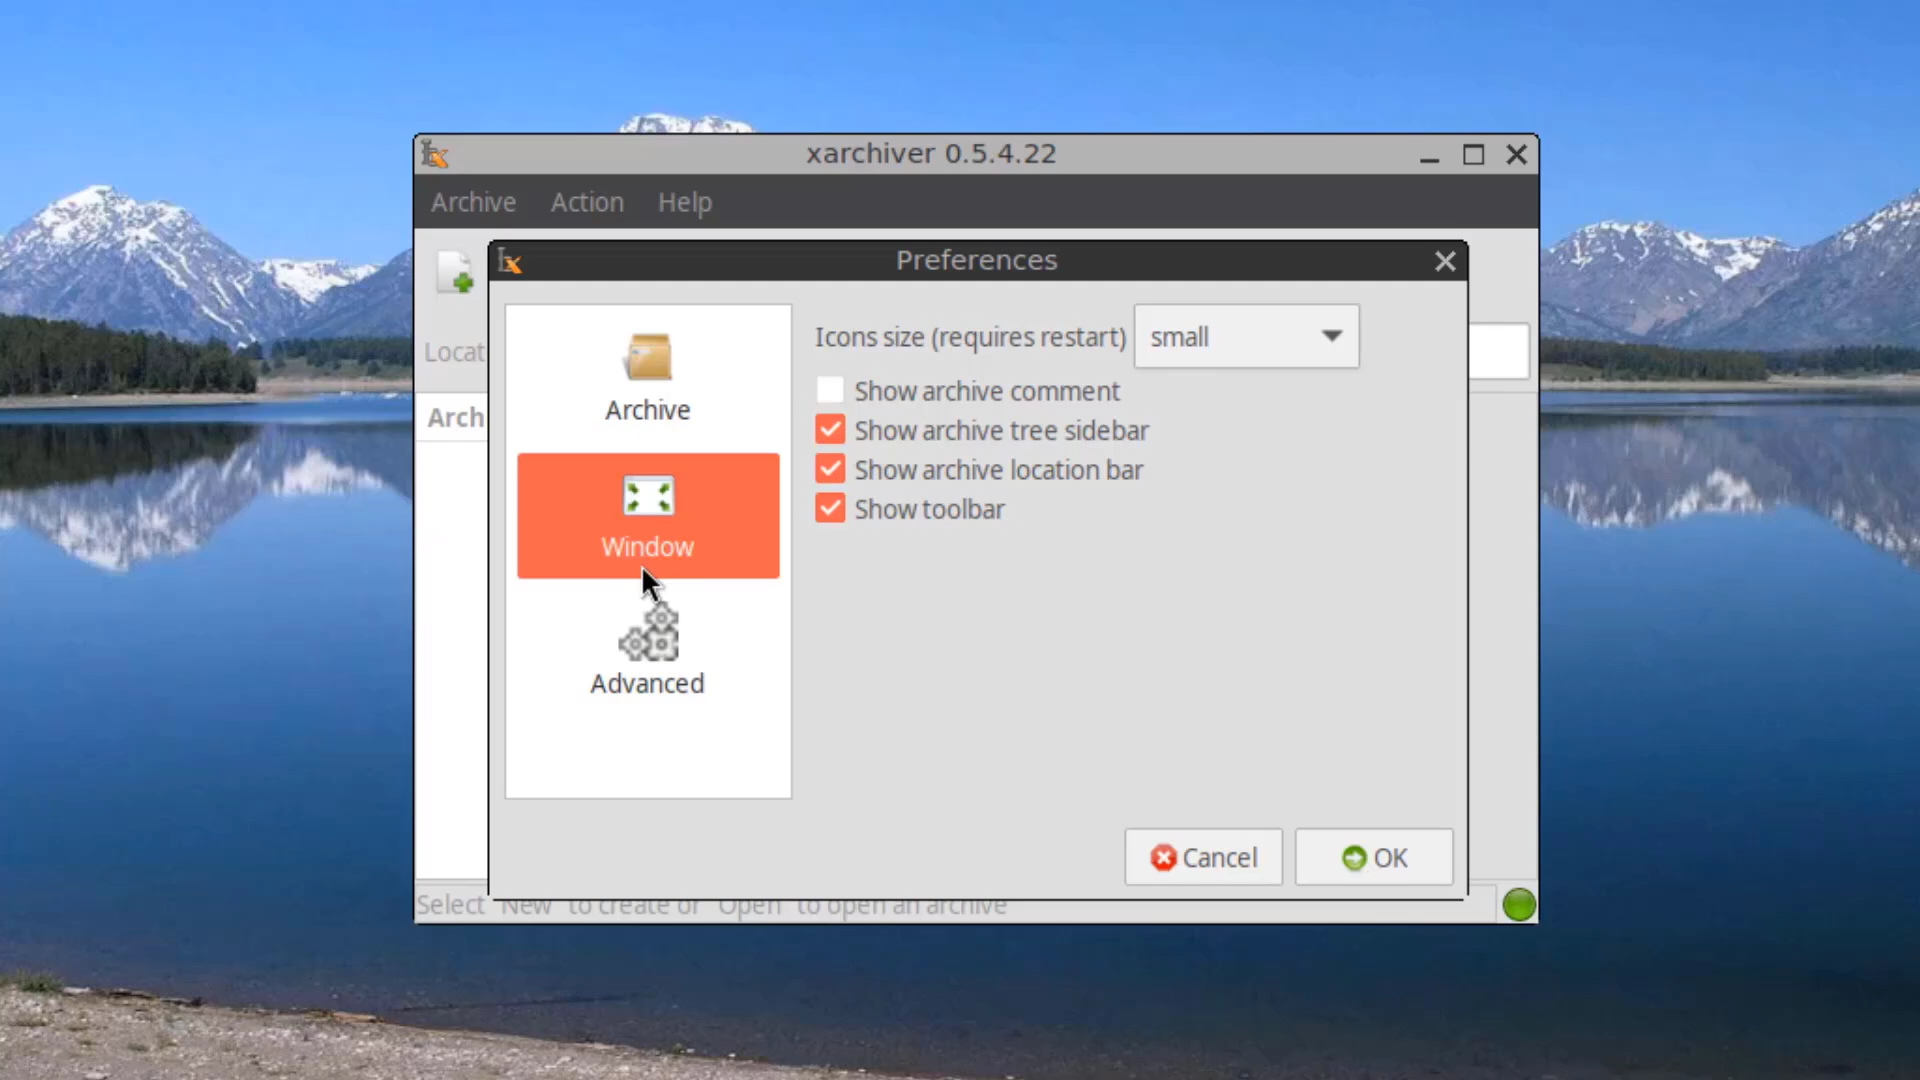 xarchiver 0.5.4.22
Archive Action Help
Preferences
Locat
Arch
Archive
Window
Advanced
Icons size (requires restart) small
Show archive comment
Show archive tree sidebar
Show archive location bar
Show toolbar
Cancel OK
Select "New" to create or "Open" to open an archive